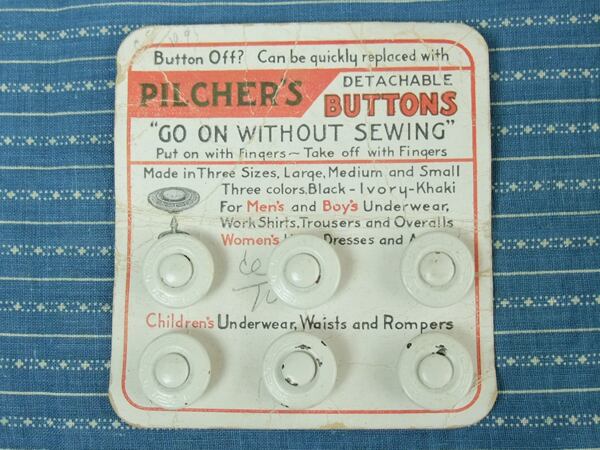 Button Off? Can be quickly replaced with
PILCHER'S
DETACHABLE
BUTTONS
"GO ON WITHOUT SEWING"
Put on with Fingers ~ Take off with Fingers
Made in Three Sizes, Large, Medium and Small
Three colors, Black - Ivory - Khaki
For Men's and Boy's Underwear,
Work Shirts, Trousers and Overalls
Women's Dresses and
Children's Underwear, Waists and Rompers